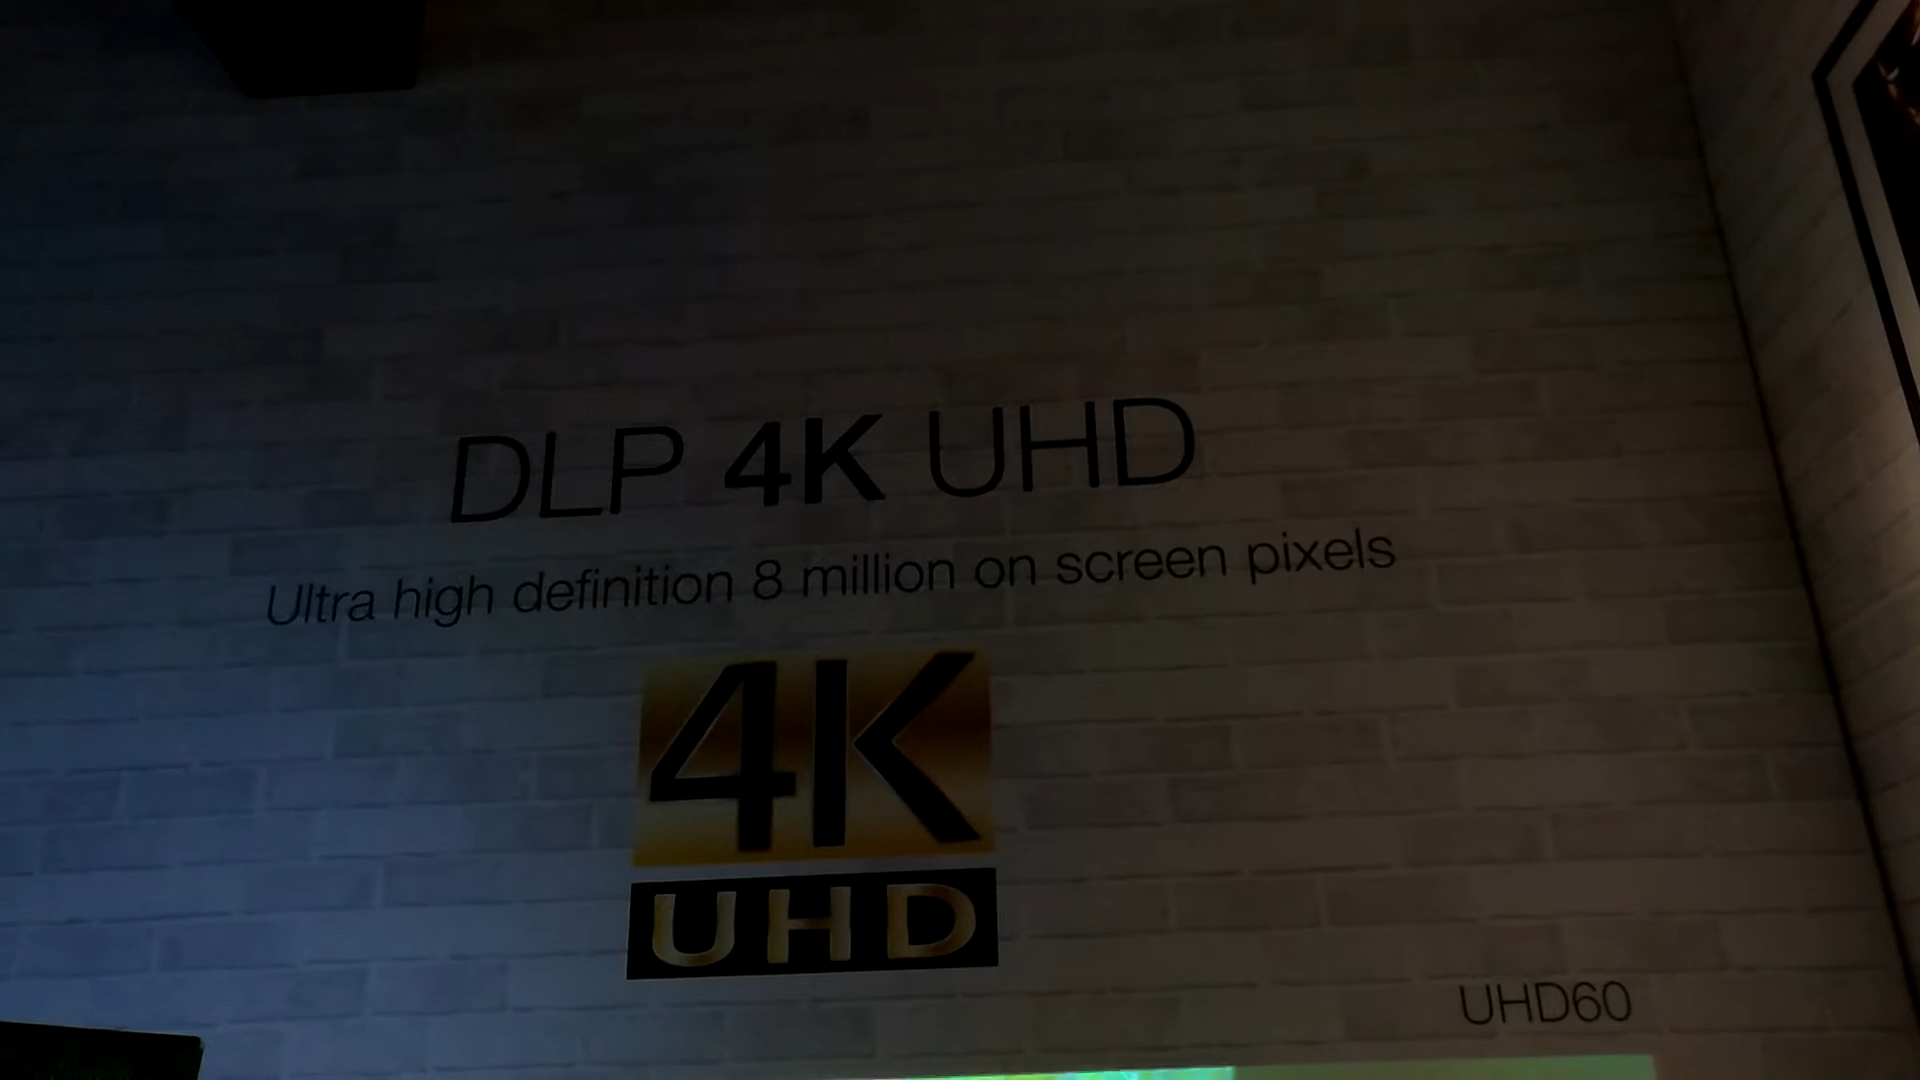 DLP 4K UHD
Ultra high definition 8 million on screen pixels
4K
UHD
UHD60